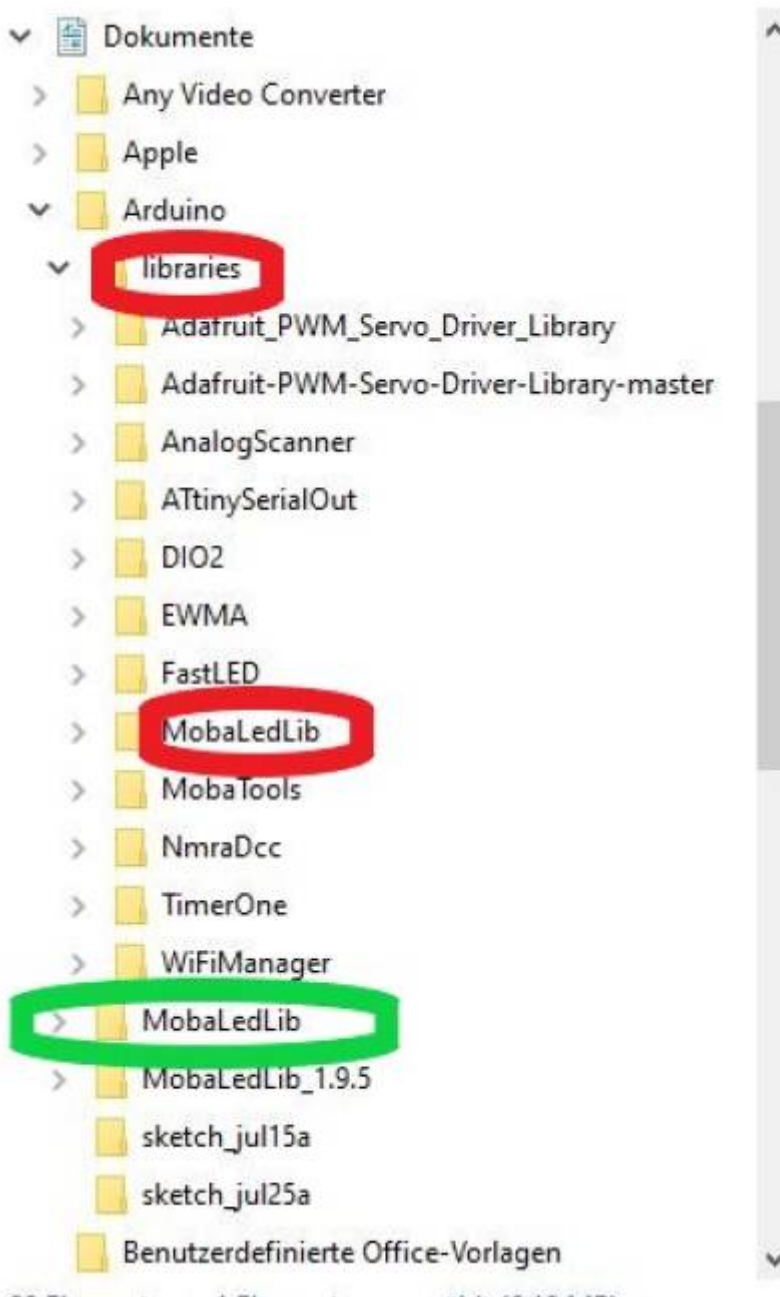 Dokumente
Any Video Converter
Apple
Arduino
libraries
Adafruit_PWM_Servo_Driver_Library
Adafruit-PWM-Servo-Driver-Library-master
AnalogScanner
ATtinySerialOut
DIO2
EWMA
FastLED
MobaLedLib
MobaTools
NmraDcc
TimerOne
WiFiManager
MobaLedLib
MobaLedLib_1.9.5
sketch_jul15a
sketch_jul25a
Benutzerdefinierte Office-Vorlagen